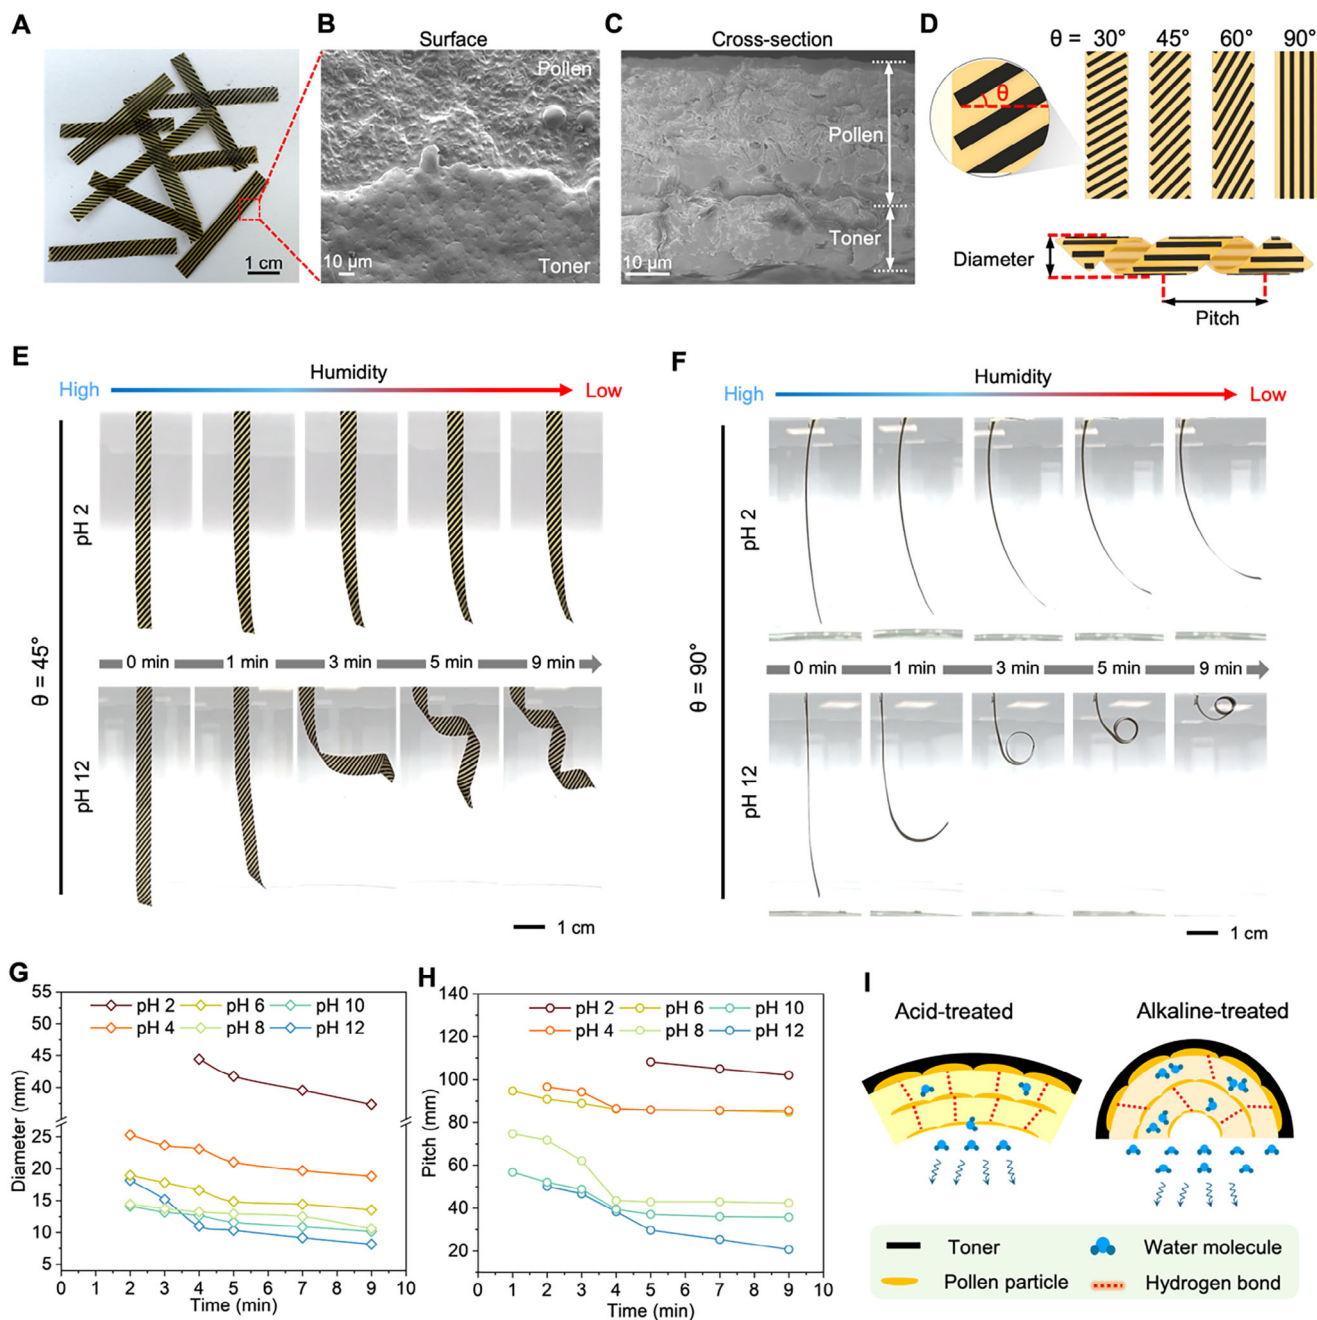 A
1 cm
B
Surface
Pollen
Toner
10 μm
C
Cross-section
Pollen
Toner
10 μm
D
θ = 30° 45° 60° 90°
θ
Diameter
Pitch
E
Humidity
High
Low
pH 2
0 min 1 min 3 min 5 min 9 min
θ = 45°
pH 12
1 cm
F
Humidity
High
Low
pH 2
0 min 1 min 3 min 5 min 9 min
θ = 90°
pH 12
1 cm
G
pH 2 pH 6 pH 10
pH 4 pH 8 pH 12
55
50
45
40
25
20
15
10
5
Diameter (mm)
0 1 2 3 4 5 6 7 8 9 10
Time (min)
H
pH 2 pH 6 pH 10
pH 4 pH 8 pH 12
140
120
100
80
60
40
20
Pitch (mm)
0 1 2 3 4 5 6 7 8 9 10
Time (min)
I
Acid-treated
Alkaline-treated
Toner
Water molecule
Pollen particle
Hydrogen bond